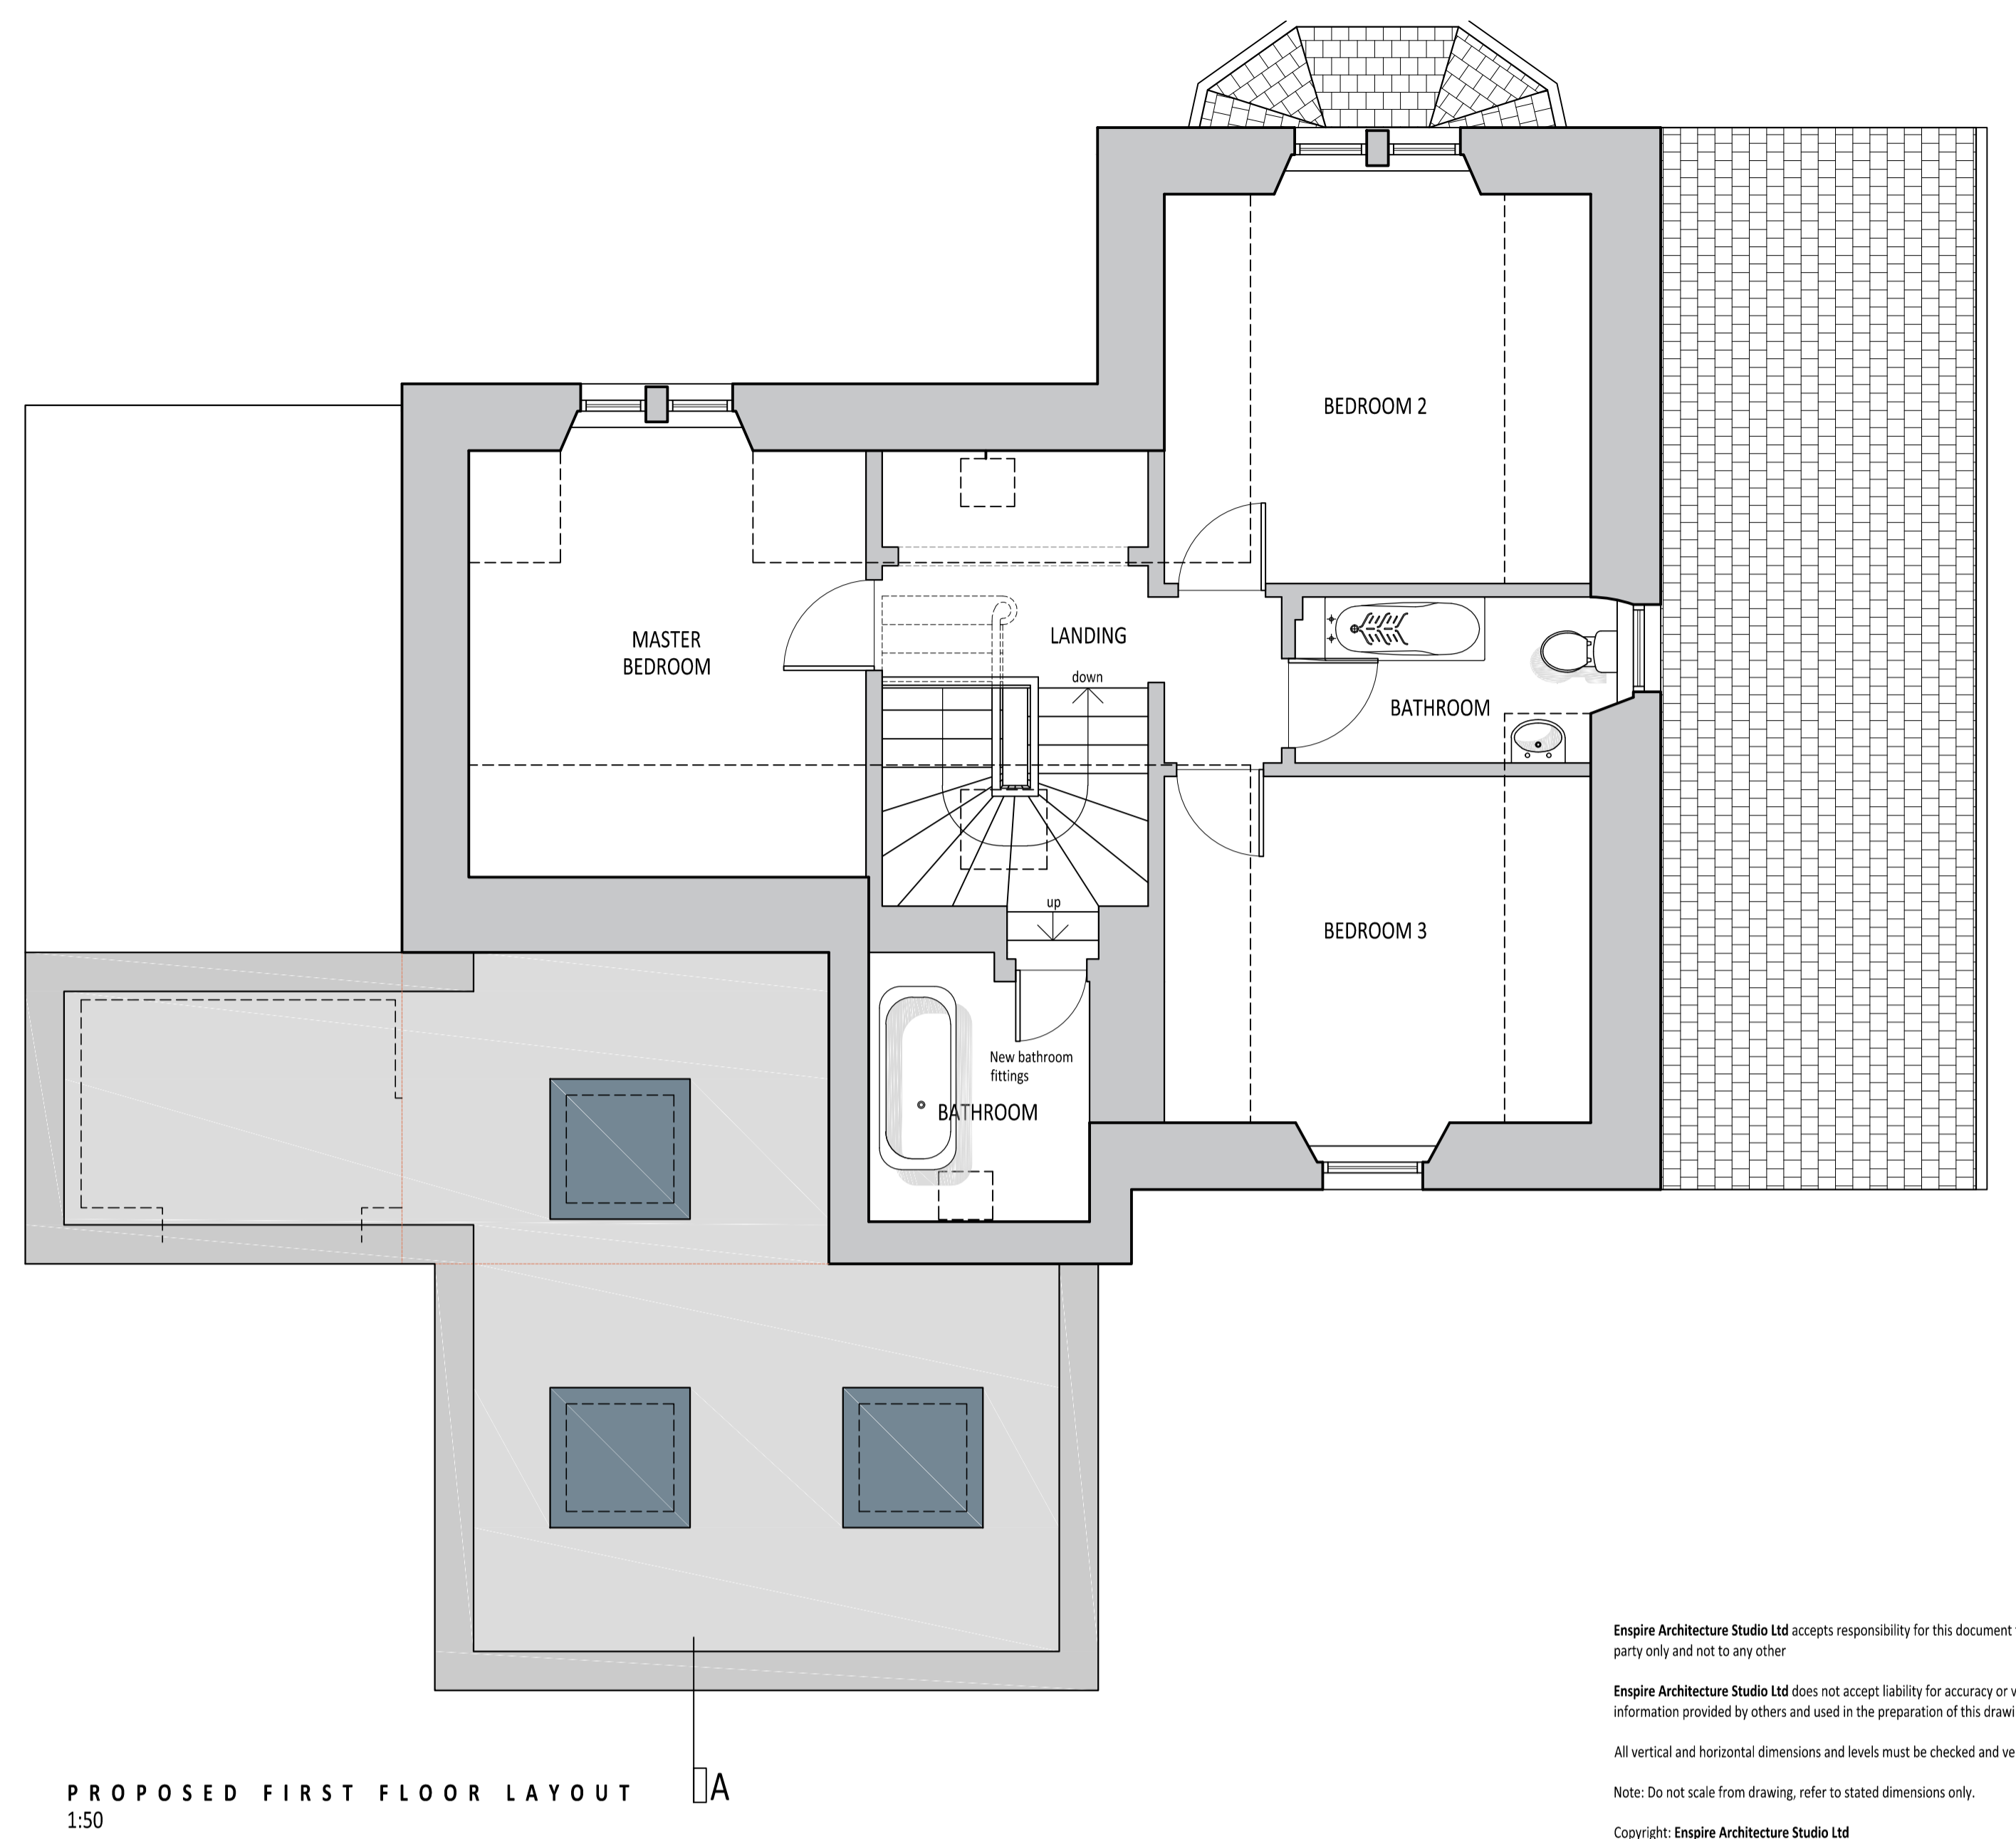 BEDROOM 2
MASTER
BEDROOM
LANDING
down
BATHROOM
up
BEDROOM 3
New bathroom
fittings
BATHROOM
Enspire Architecture Studio Ltd accepts responsibility for this document
party only and not to any other
Enspire Architecture Studio Ltd does not accept liability for accuracy or
information provided by others and used in the preparation of this
All vertical and horizontal dimensions and levels must be checked and
Note: Do not scale from drawing, refer to stated dimensions only.
Copyright: Enspire Architecture Studio Ltd
A
PROPOSED FIRST FLOOR LAYOUT
1:50